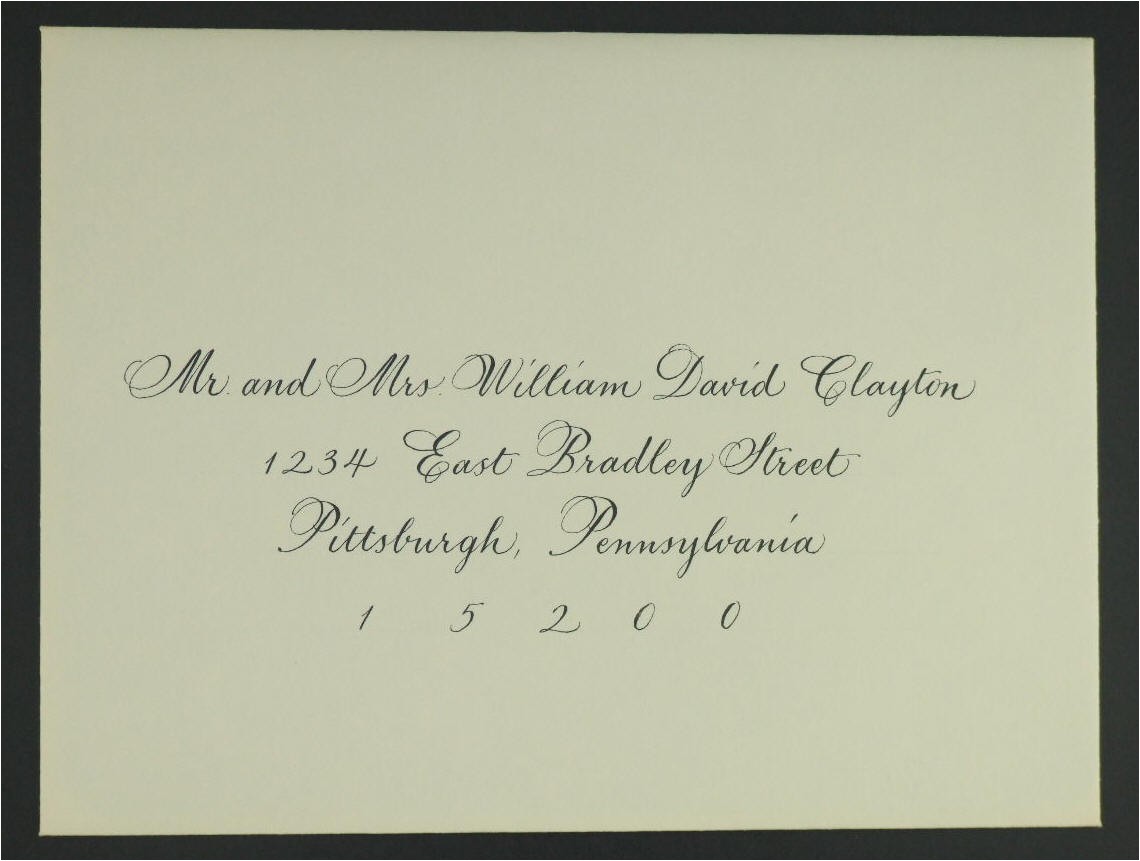 Mr. and Mrs. William David Clayton
1234 East Bradley Street
Pittsburgh, Pennsylvania
1 5 2 0 0